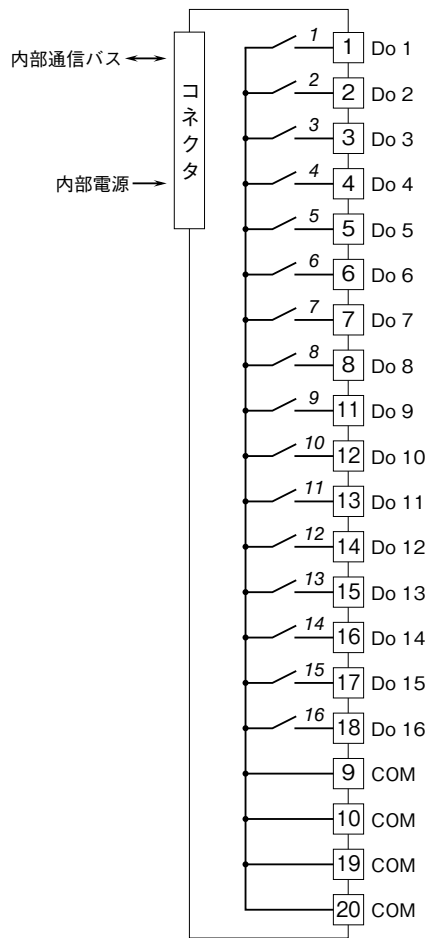 内部通信バス
内部電源
コネクタ
1 1 Do 1
2 2 Do 2
3 3 Do 3
4 4 Do 4
5 5 Do 5
6 6 Do 6
7 7 Do 7
8 8 Do 8
9 11 Do 9
10 12 Do 10
11 13 Do 11
12 14 Do 12
13 15 Do 13
14 16 Do 14
15 17 Do 15
16 18 Do 16
9 COM
10 COM
19 COM
20 COM